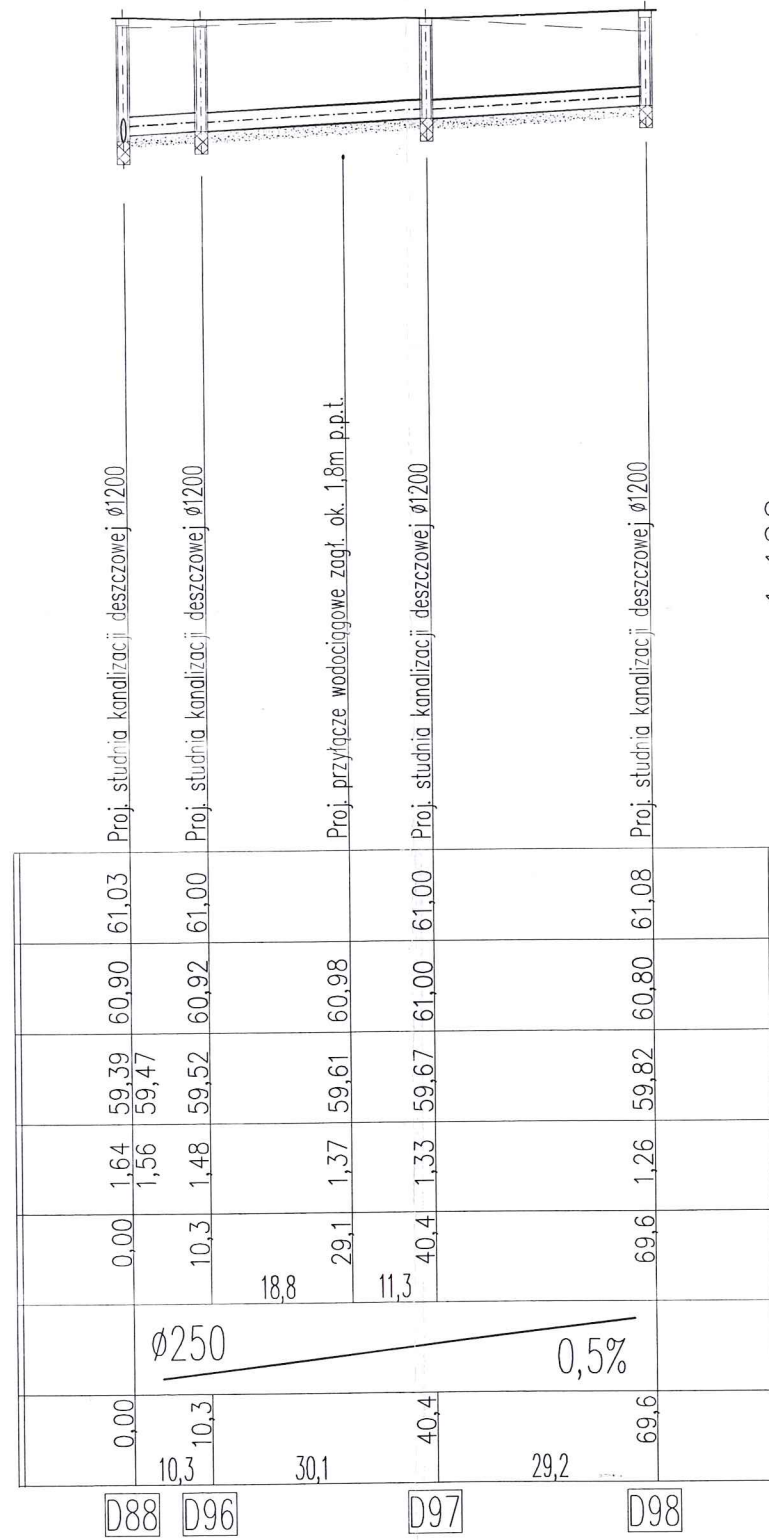 Proj. studnia kanalizacji deszczowej ø1200
Proj. studnia kanalizacji deszczowej ø1200
Proj. przyłącze wodociągowe zagł. ok. 1,8m p.p.t.
Proj. studnia kanalizacji deszczowej ø1200
Proj. studnia kanalizacji deszczowej ø1200
61,03 61,00 61,00 61,08
60,90 60,92 60,98 61,00 60,80
59,39 59,47 59,52 59,61 59,67 59,82
1,64 1,56 1,48 1,37 1,33 1,26
0,00 10,3 29,1 40,4 69,6
18,8 11,3
ø250 0,5%
0,00 10,3 40,4 69,6
10,3 30,1 29,2
D88 D96 D97 D98